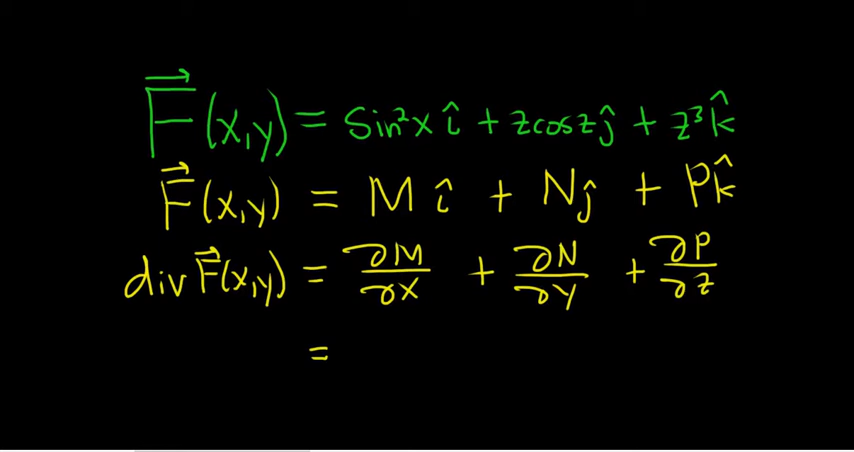 F⃗(x,y) = Sin²x î + zcosz ĵ + z³ k̂
F⃗(x,y) = M î + N ĵ + P k̂
div F⃗(x,y) = ∂M/∂X + ∂N/∂Y + ∂P/∂Z
=